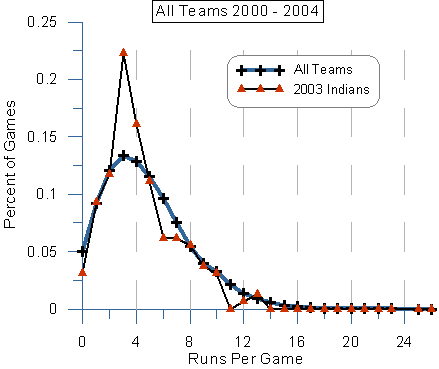 All Teams 2000 - 2004
0.25
0.2
0.15
0.1
0.05
0
Percent of Games
All Teams
2003 Indians
0 4 8 12 16 20 24
Runs Per Game